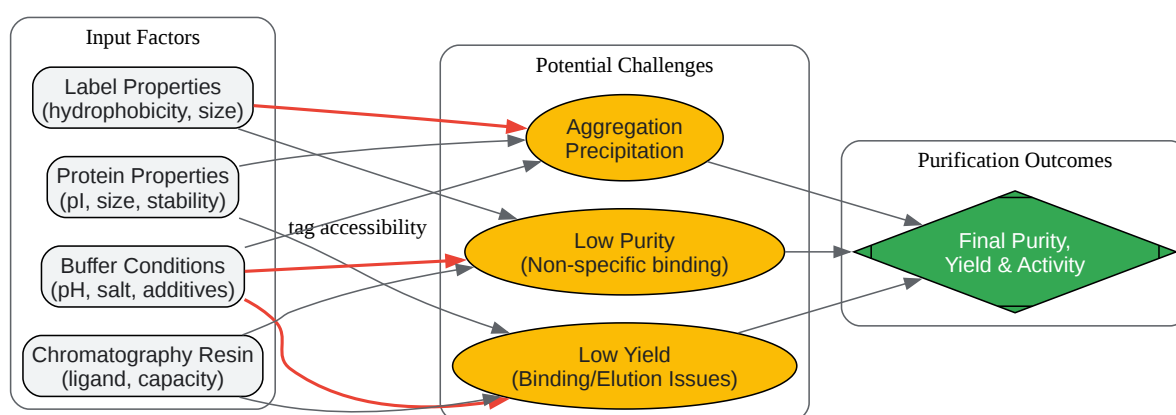 Input Factors
Label Properties
(hydrophobicity, size)
Protein Properties
(pI, size, stability)
Buffer Conditions
(pH, salt, additives)
Chromatography Resin
(ligand, capacity)
tag accessibility
Potential Challenges
Aggregation
Precipitation
Low Purity
(Non-specific binding)
Low Yield
(Binding/Elution Issues)
Purification Outcomes
Final Purity,
Yield & Activity